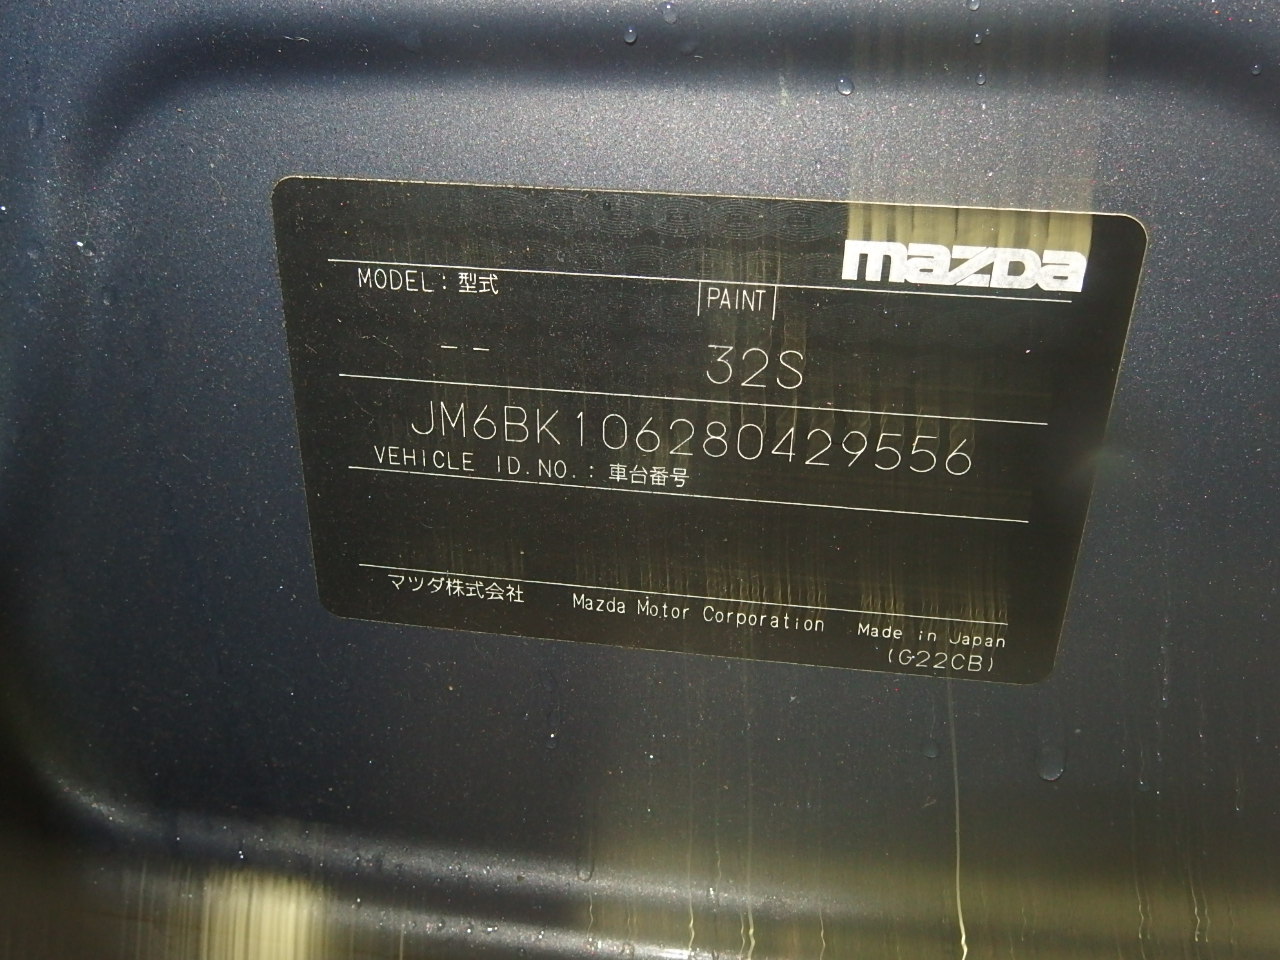 mazda
MODEL：型式
PAINT
-- 32S
JM6BK106280429556
VEHICLE ID.NO.：車台番号
マツダ株式会社 Mazda Motor Corporation Made in Japan
(G22CB)